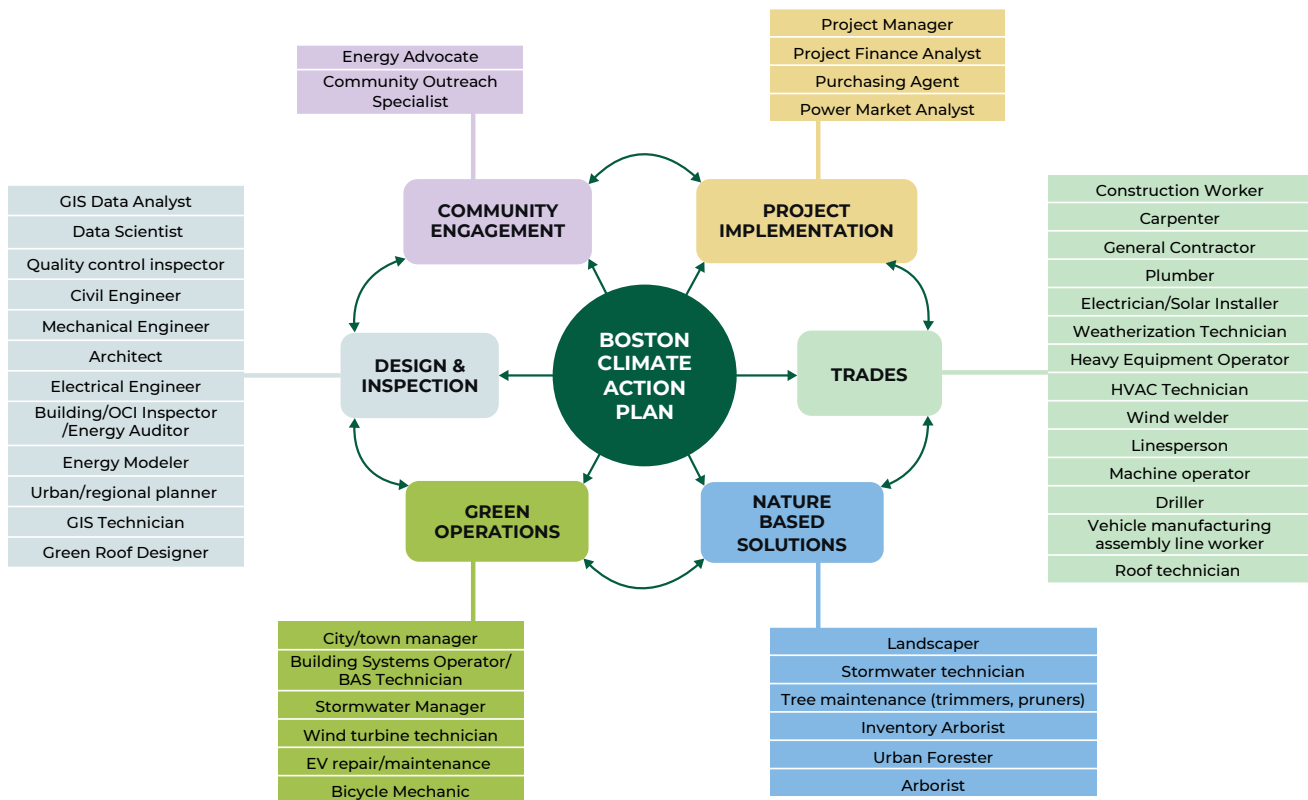 Energy Advocate
Community Outreach
Specialist
Project Manager
Project Finance Analyst
Purchasing Agent
Power Market Analyst
COMMUNITY
ENGAGEMENT
PROJECT
IMPLEMENTATION
GIS Data Analyst
Data Scientist
Quality control inspector
Civil Engineer
Mechanical Engineer
Architect
Electrical Engineer
Building/OCI Inspector
/Energy Auditor
Energy Modeler
Urban/regional planner
GIS Technician
Green Roof Designer
DESIGN &
INSPECTION
BOSTON
CLIMATE
ACTION
PLAN
TRADES
Construction Worker
Carpenter
General Contractor
Plumber
Electrician/Solar Installer
Weatherization Technician
Heavy Equipment Operator
HVAC Technician
Wind welder
Linesperson
Machine operator
Driller
Vehicle manufacturing
assembly line worker
Roof technician
GREEN
OPERATIONS
NATURE
BASED
SOLUTIONS
City/town manager
Building Systems Operator/
BAS Technician
Stormwater Manager
Wind turbine technician
EV repair/maintenance
Bicycle Mechanic
Landscaper
Stormwater technician
Tree maintenance (trimmers, pruners)
Inventory Arborist
Urban Forester
Arborist